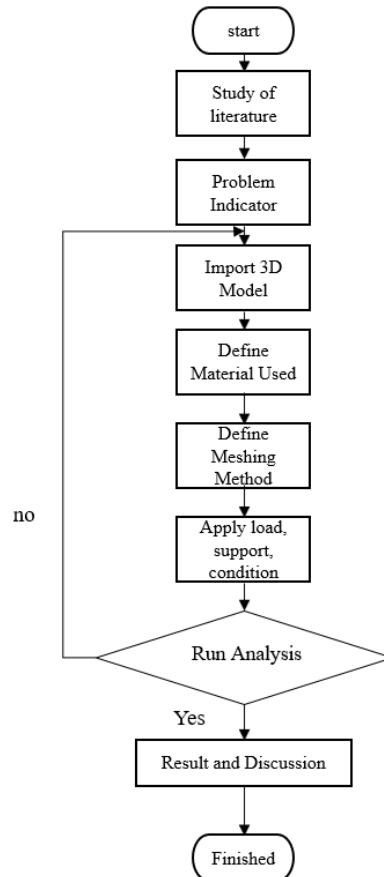 start
Study of
literature
Problem
Indicator
Import 3D
Model
Define
Material Used
Define
Meshing
Method
no
Apply load,
support,
condition
Run Analysis
Yes
Result and Discussion
Finished